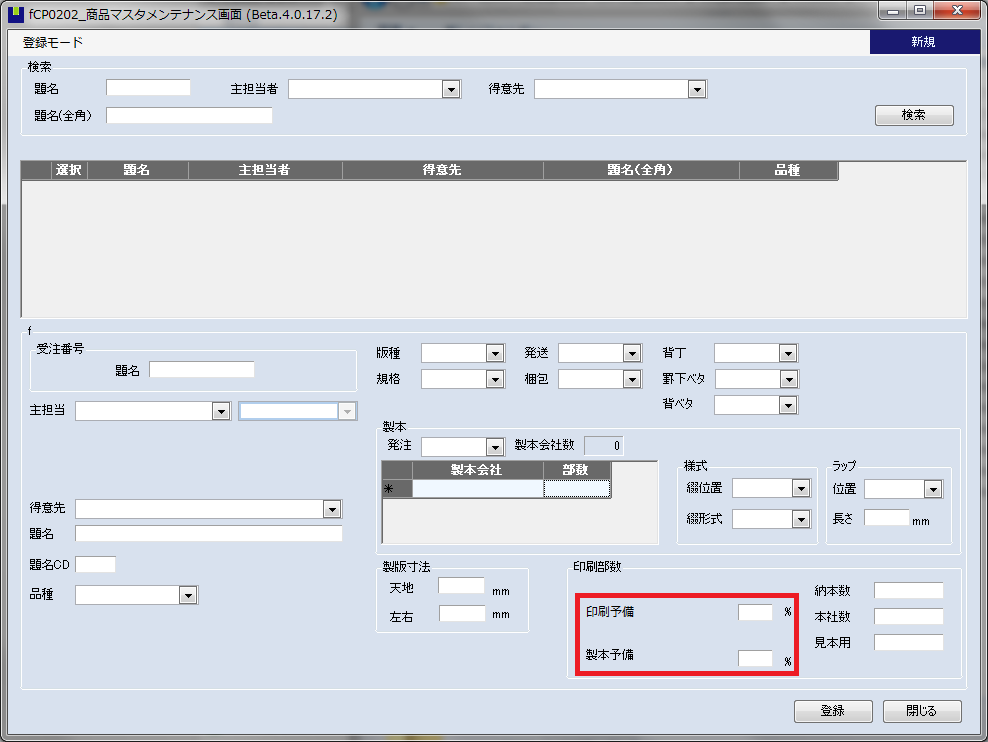 fCP0202_商品マスタメンテナンス画面 (Beta.4.0.17.2)
登録モード 新規
検索
題名 主担当者 得意先
題名(全角) 検索
選択 題名 主担当者 得意先 題名(全角) 品種
f
受注番号
題名
主担当
得意先
題名
題名CD
品種
版種 発送 背丁
規格 梱包 罫下ベタ
背ベタ
製本
発注 製本会社数 0
製本会社 部数
様式
綴位置
綴形式
ラップ
位置
長さ mm
製版寸法
天地 mm
左右 mm
印刷部数
印刷予備 %
製本予備 %
納本数
本社数
見本用
登録 閉じる